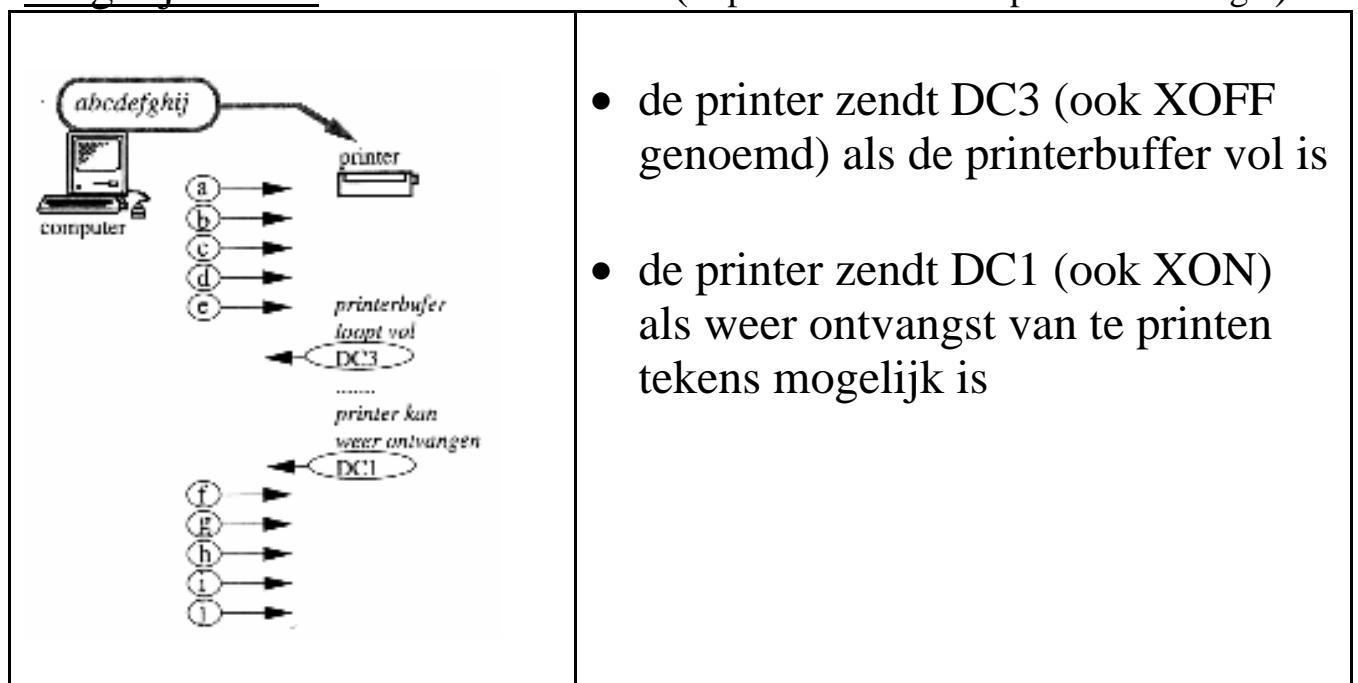 abcdefghij
printer
computer
a
b
c
d
e
printerbufer
loopt vol
DC3
........
printer kan
weer ontvangen
DC1
f
g
h
i
j
• de printer zendt DC3 (ook XOFF
genoemd) als de printerbuffer vol is
• de printer zendt DC1 (ook XON)
als weer ontvangst van te printen
tekens mogelijk is